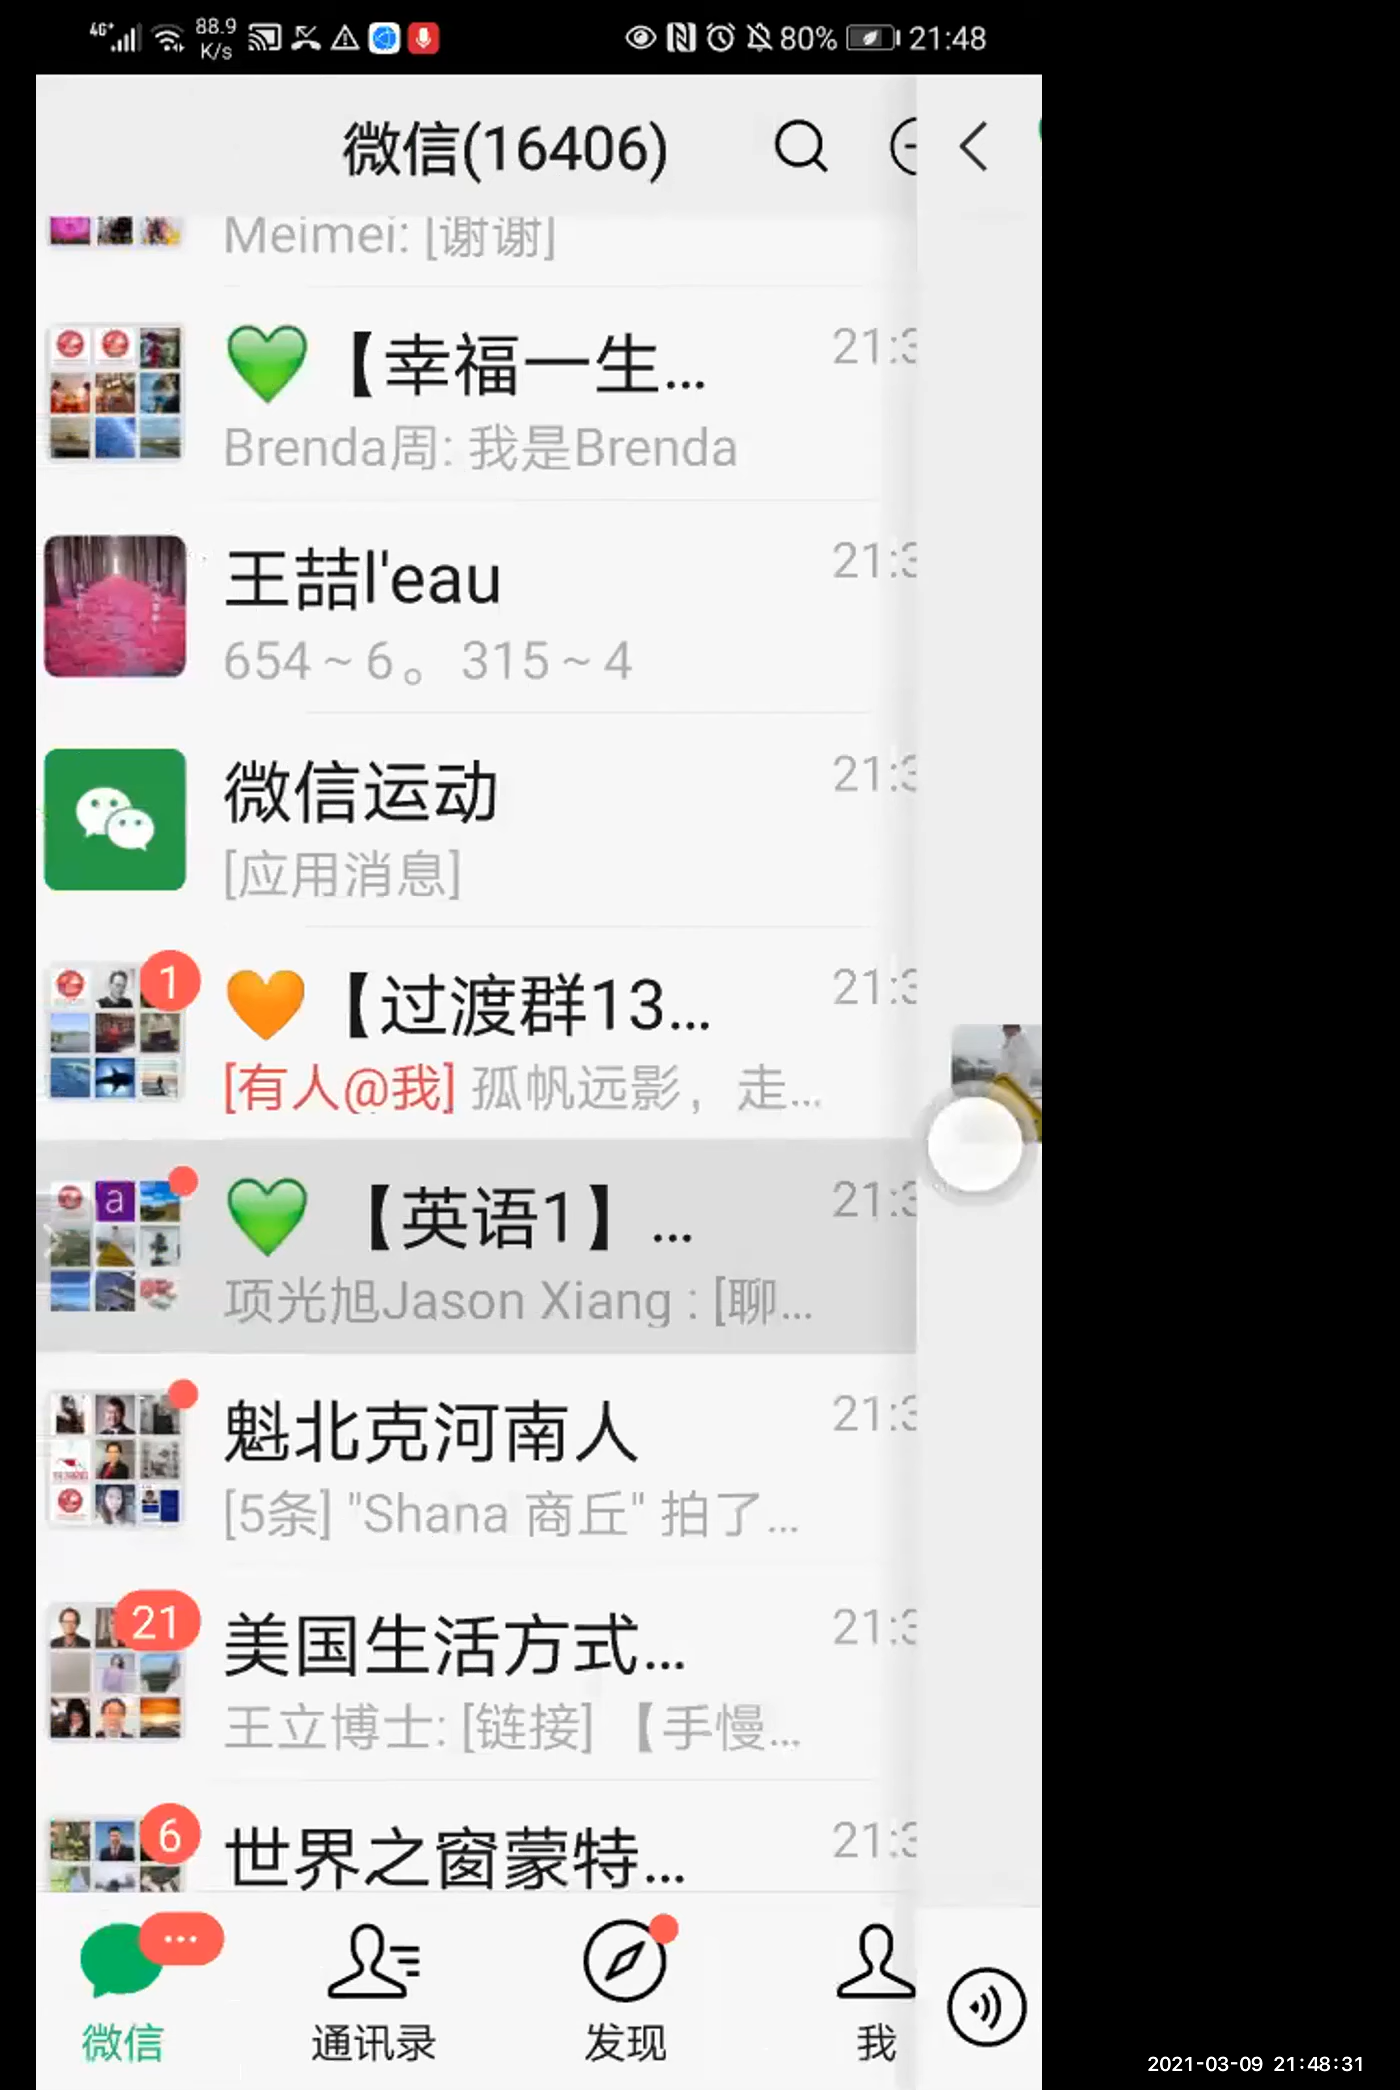 4G+ 88.9 K/s 80% 21:48
微信(16406)
Meimei: [谢谢]
💚【幸福一生...
Brenda周: 我是Brenda
王喆l'eau
654~6。315~4
微信运动
[应用消息]
1
🧡【过渡群13...
[有人@我] 孤帆远影，走...
a
💚【英语1】...
项光旭Jason Xiang : [聊...
魁北克河南人
[5条] "Shana 商丘" 拍了...
21
美国生活方式...
王立博士: [链接] 【手慢...
6
世界之窗蒙特...
微信 通讯录 发现 我
2021-03-09 21:48:31